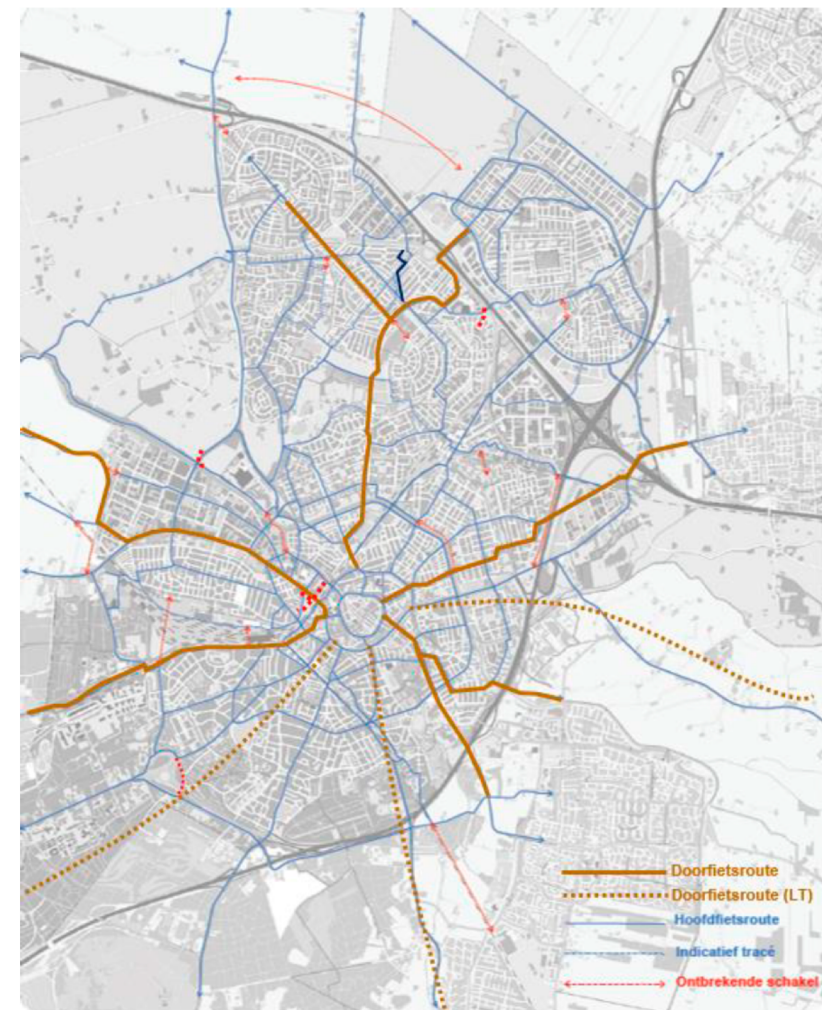 Doorfietsroute
Doorfietsroute (LT)
Hoofdfietsroute
Indicatief tracé
Ontbrekende schakel